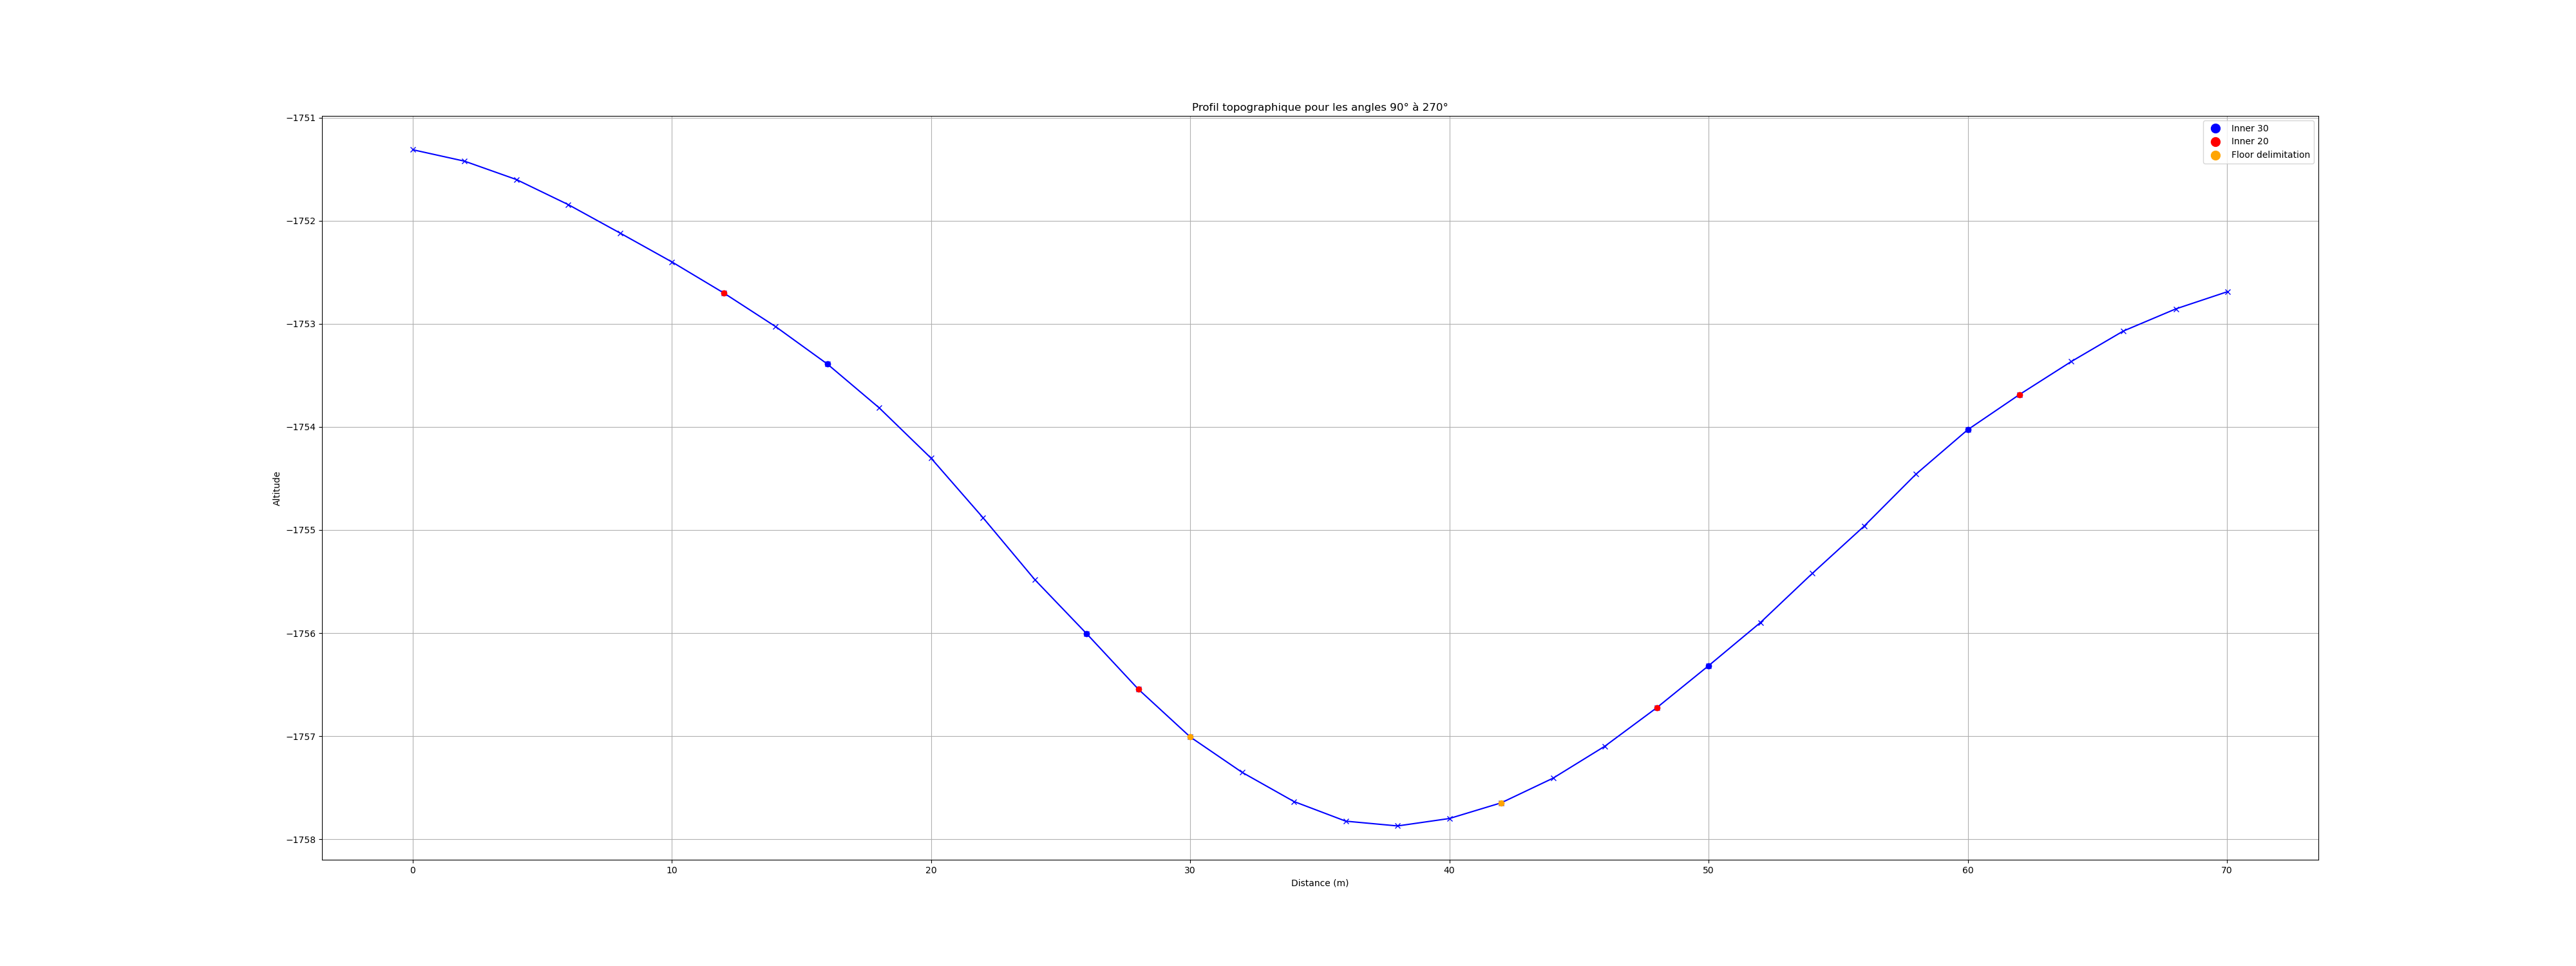 Profil topographique pour les angles 90° à 270°
Inner 30
Inner 20
Floor delimitation
Altitude
−1751
−1752
−1753
−1754
−1755
−1756
−1757
−1758
0 10 20 30 40 50 60 70
Distance (m)